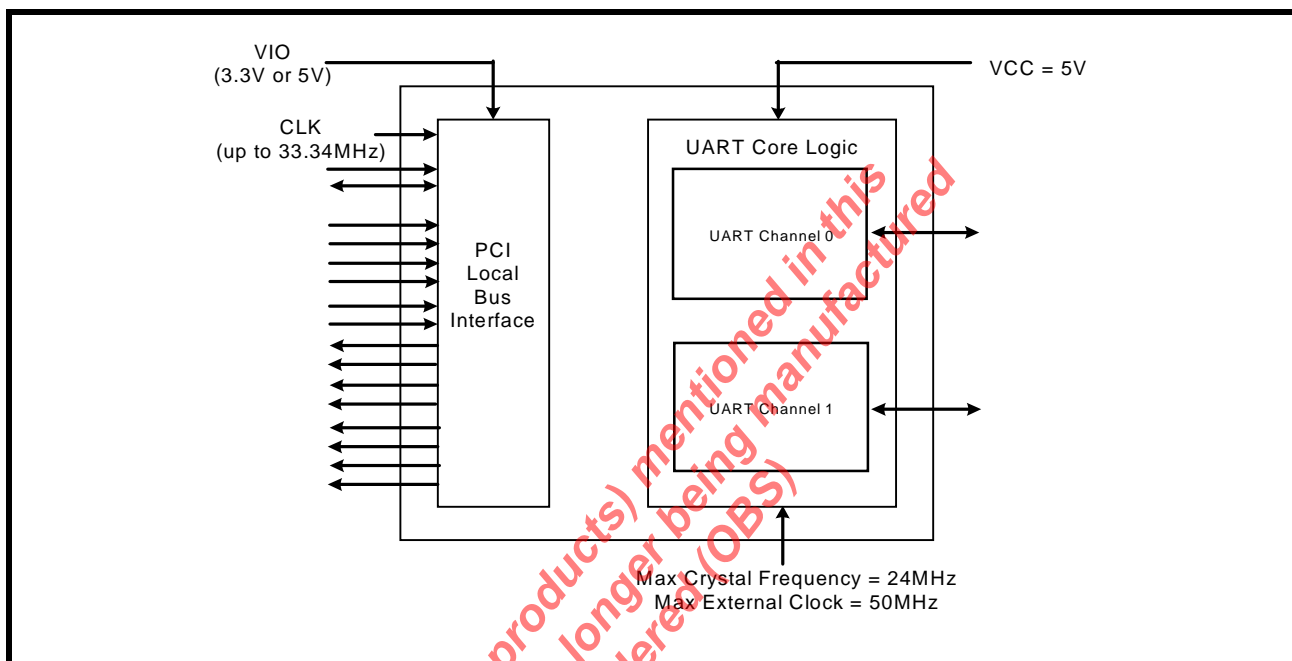 VIO
(3.3V or 5V)
VCC = 5V
CLK
(up to 33.34MHz)
UART Core Logic
UART Channel 0
PCI
Local
Bus
Interface
UART Channel 1
Max Crystal Frequency = 24MHz
Max External Clock = 50MHz
products) mentioned in this
longer being manufactured
(OBS)